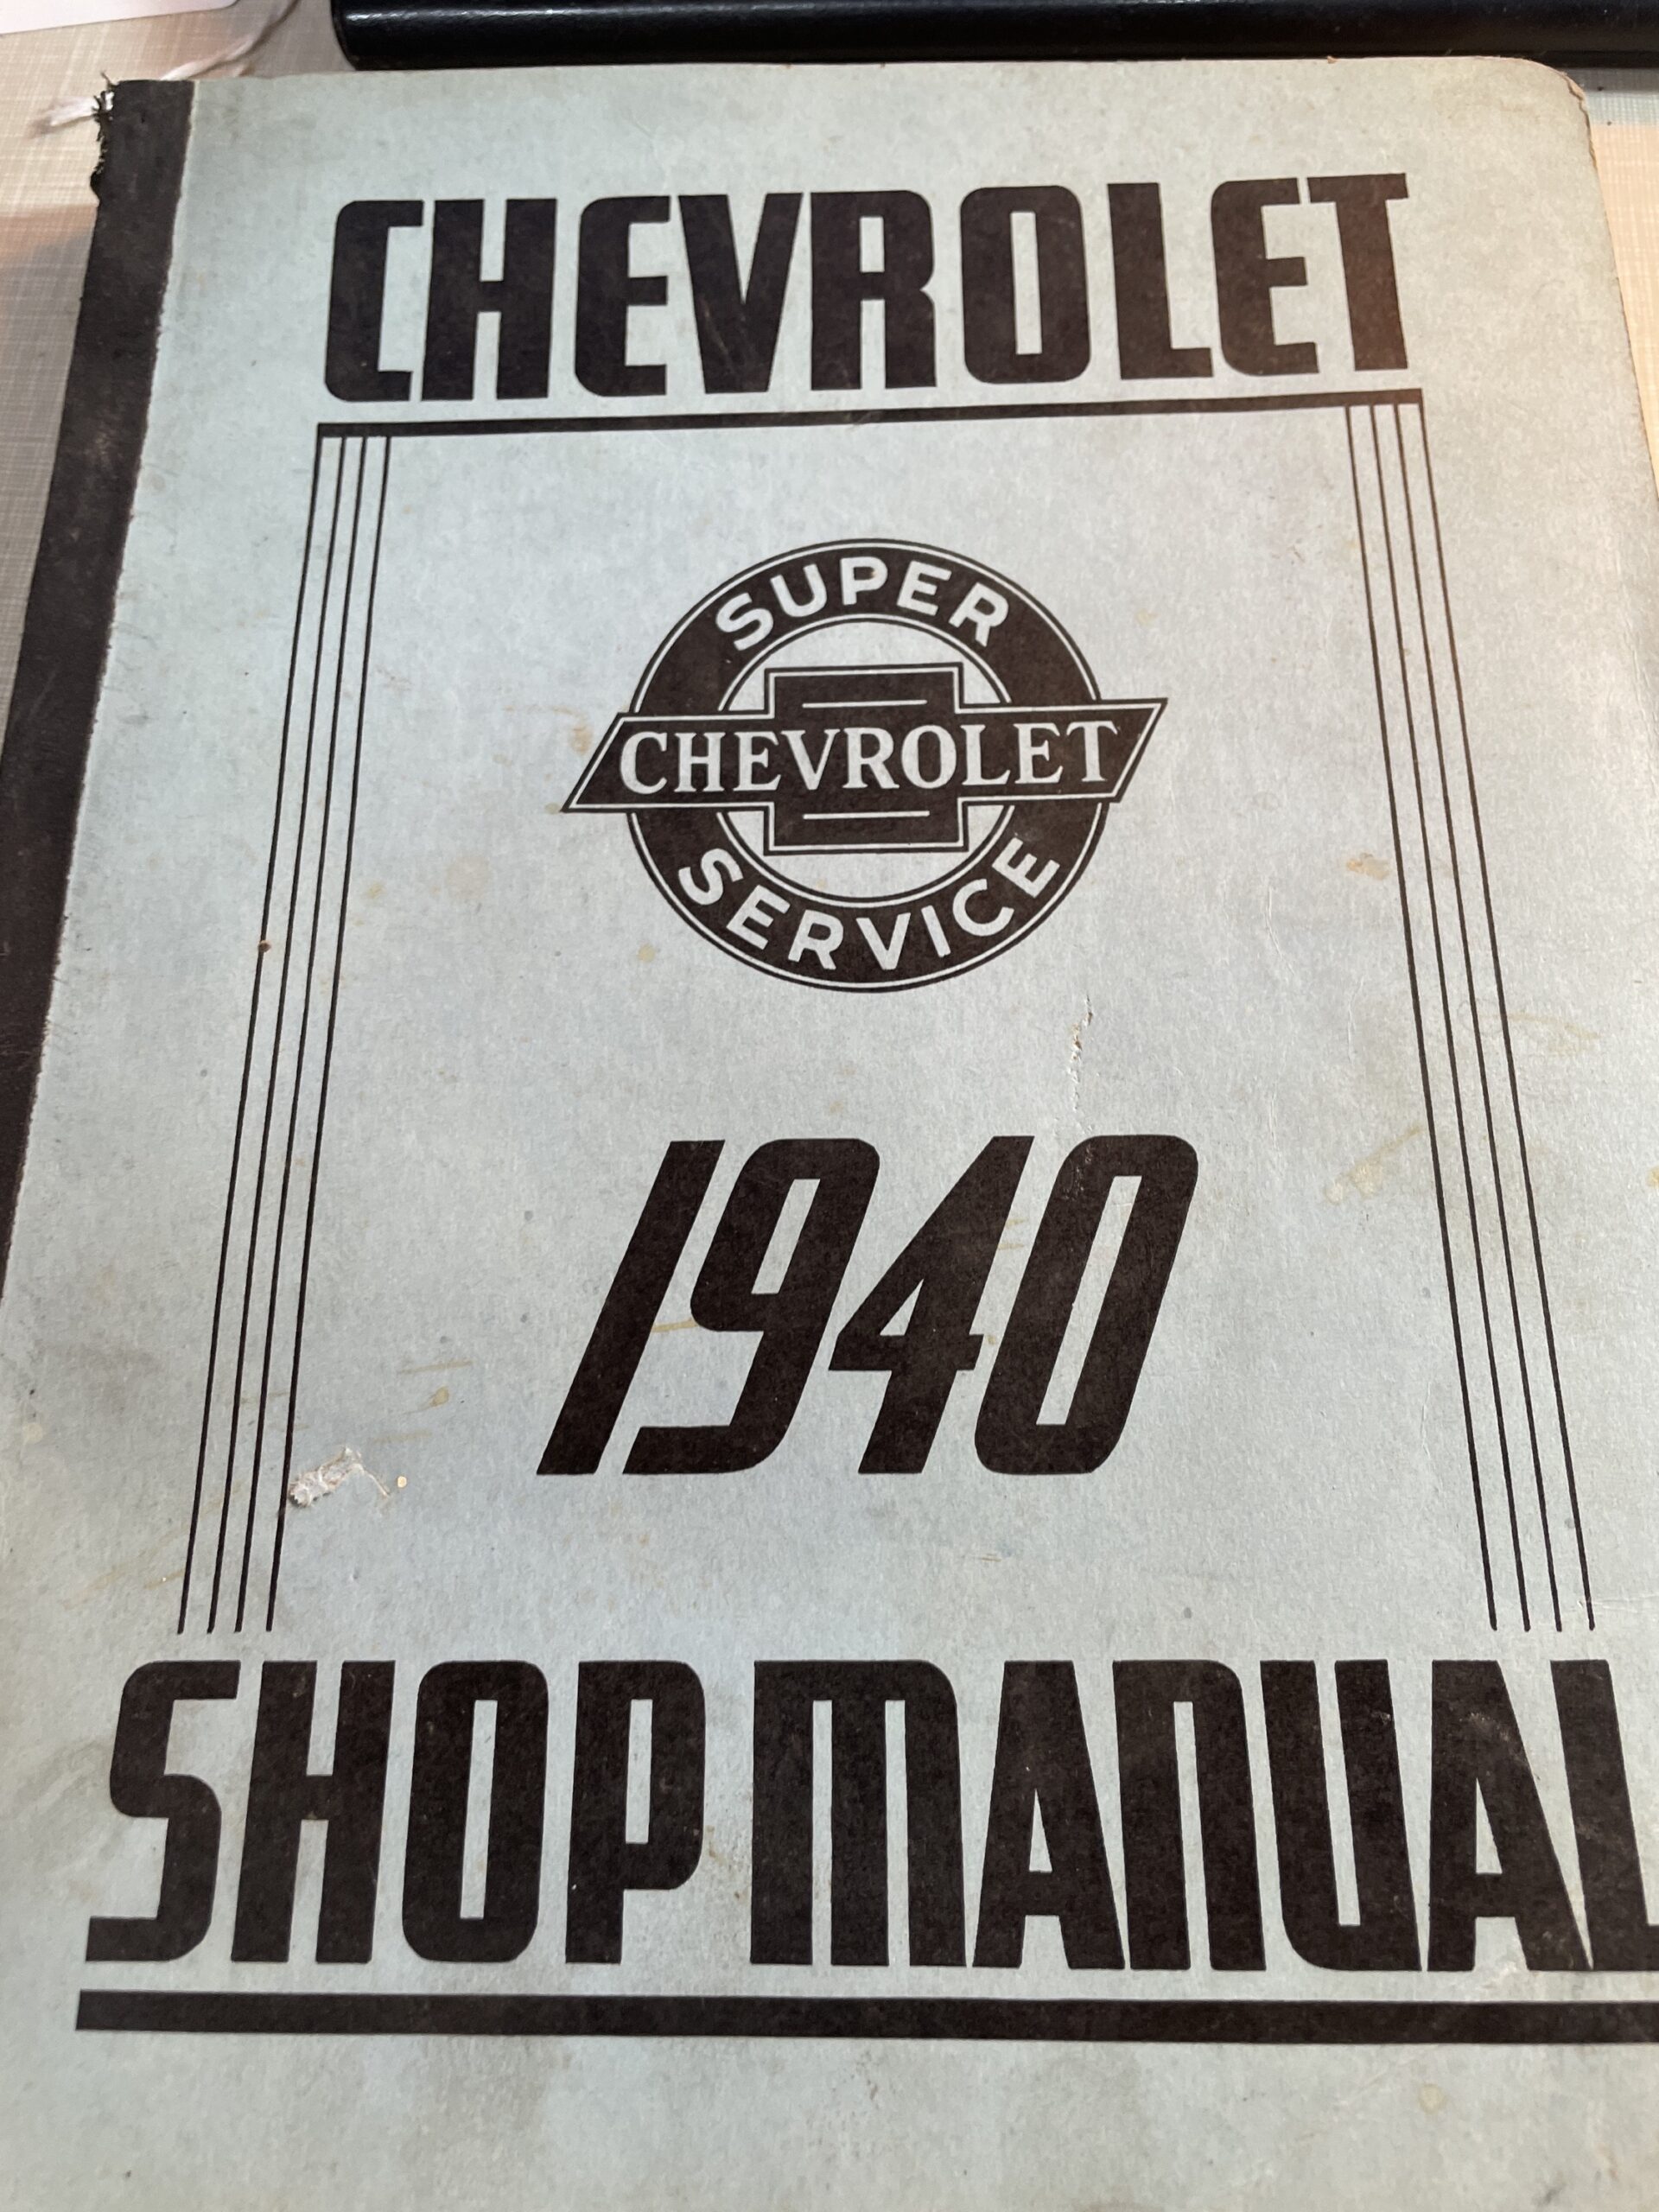 CHEVROLET
SUPER
CHEVROLET
SERVICE
1940
SHOP MANUAL